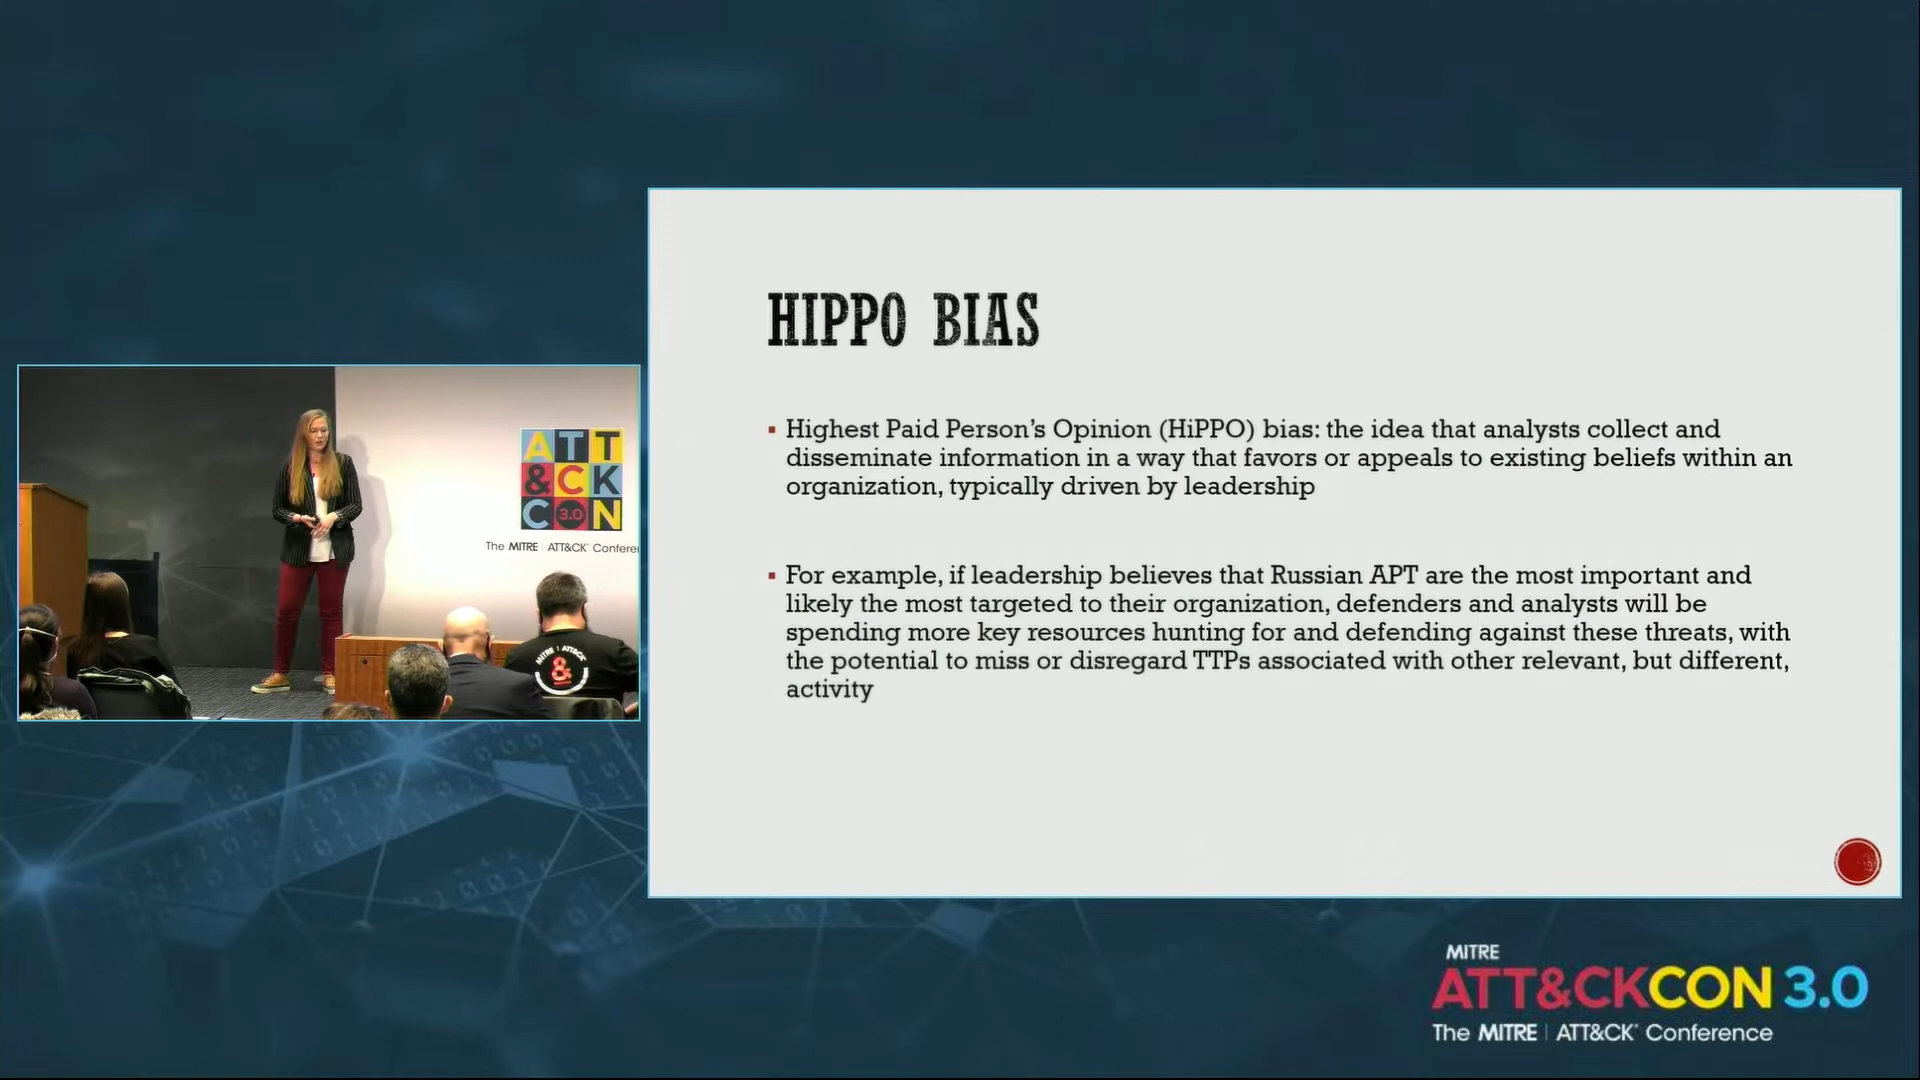 HIPPO BIAS
▪ Highest Paid Person's Opinion (HiPPO) bias: the idea that analysts collect and
disseminate information in a way that favors or appeals to existing beliefs within an
organization, typically driven by leadership
▪ For example, if leadership believes that Russian APT are the most important and
likely the most targeted to their organization, defenders and analysts will be
spending more key resources hunting for and defending against these threats, with
the potential to miss or disregard TTPs associated with other relevant, but different,
activity
ATT
&CK
C 3.0 N
The MITRE | ATT&CK® Conferen
MITRE | ATT&CK
&
MITRE
ATT&CKCON 3.0
The MITRE | ATT&CK® Conference